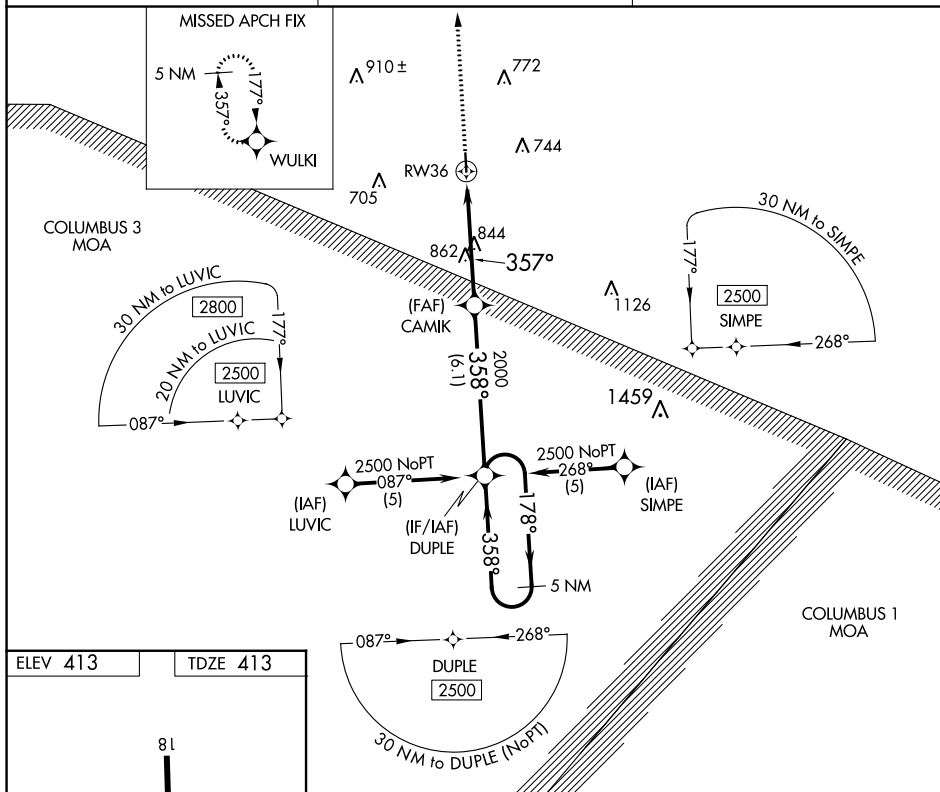 MISSED APCH FIX
5 NM
177°
357°
WULKI
910 ±
772
744
RW36
705
COLUMBUS 3
MOA
844
862
357°
30 NM to SIMPE
177°
2500
SIMPE
268°
1126
(FAF)
CAMIK
30 NM to LUVIC
2800
177°
20 NM to LUVIC
2500
LUVIC
087°
2000
358°
(6.1)
1459
2500 NoPT
087°
(5)
2500 NoPT
268°
(5)
(IAF)
LUVIC
(IF/IAF)
DUPLE
(IAF)
SIMPE
178°
358°
5 NM
COLUMBUS 1
MOA
087°
268°
DUPLE
2500
30 NM to DUPLE (NoPT)
ELEV 413
TDZE 413
18